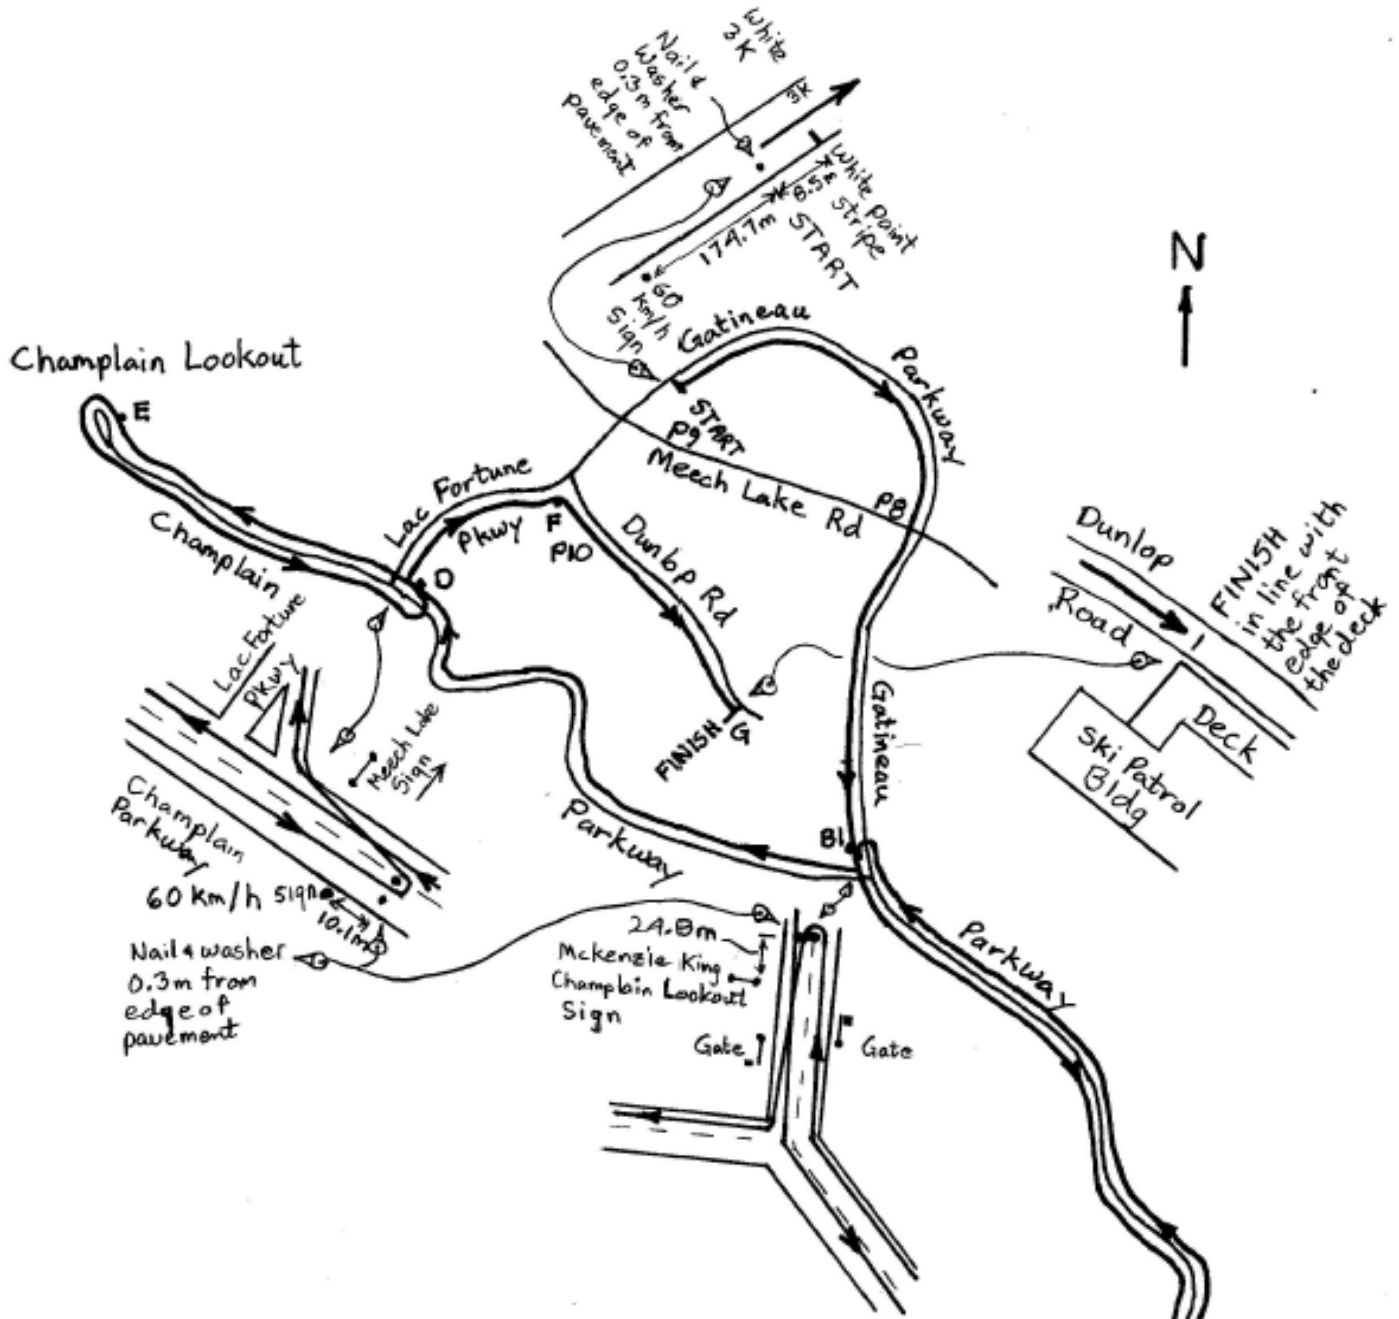 White
3K
Nail &
Washer
0.3m from
edge of
pavement
3K
White paint
stripe
START
8.5m
174.7m
60
km/h
Sign
N
Gatineau
Parkway
Champlain Lookout
E
START
P9
Meech Lake Rd
P8
Lac Fortune
Pkwy
F
P10
Dunlop Rd
Champlain
D
Dunlop
Road
FINISH
in line with
the front
edge of
the deck
Deck
Ski Patrol
Bldg
Lac Fortune
PKWY
Meech Lake
Sign
FINISH
G
Gatineau
Champlain
Parkway
Parkway
B1
60 km/h sign
10.1m
Nail & washer
0.3m from
edge of
pavement
24.8m
Mckenzie King
Champlain Lookout
Sign
Gate
Gate
Parkway